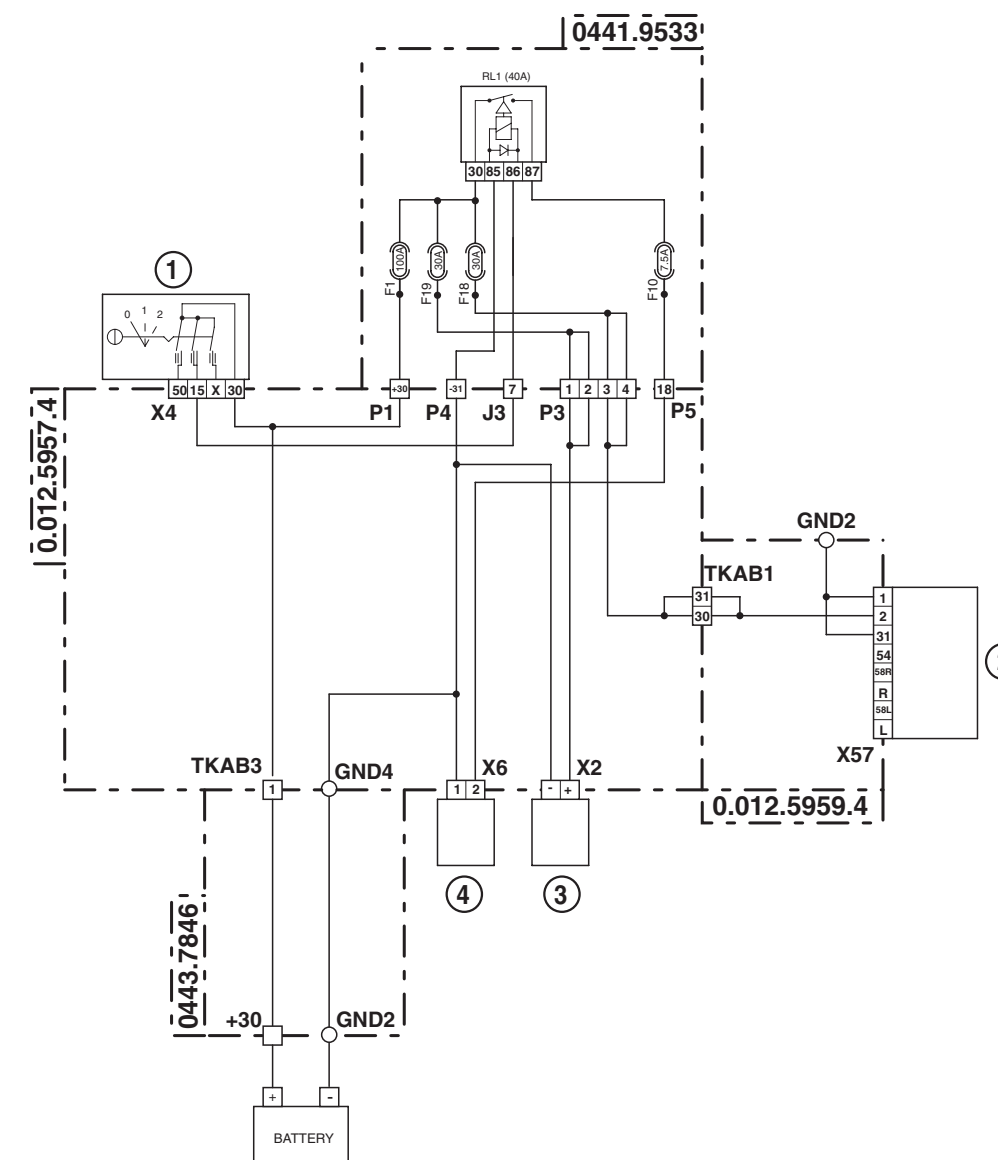 0441.9533
RL1 (40A)
30 85 86 87
100A
30A
30A
7.5A
F1
F19
F18
F10
1
0 1 2
50 15 X 30
+30
-31
7
1 2 3 4
18
X4
P1
P4
J3
P3
P5
0.012.5957.4
GND2
TKAB1
31
30
1
2
31
54
58R
R
58L
L
X57
TKAB3
GND4
X6
X2
1
1 2
- +
0.012.5959.4
4
3
0443.7846
+30
GND2
+ -
BATTERY